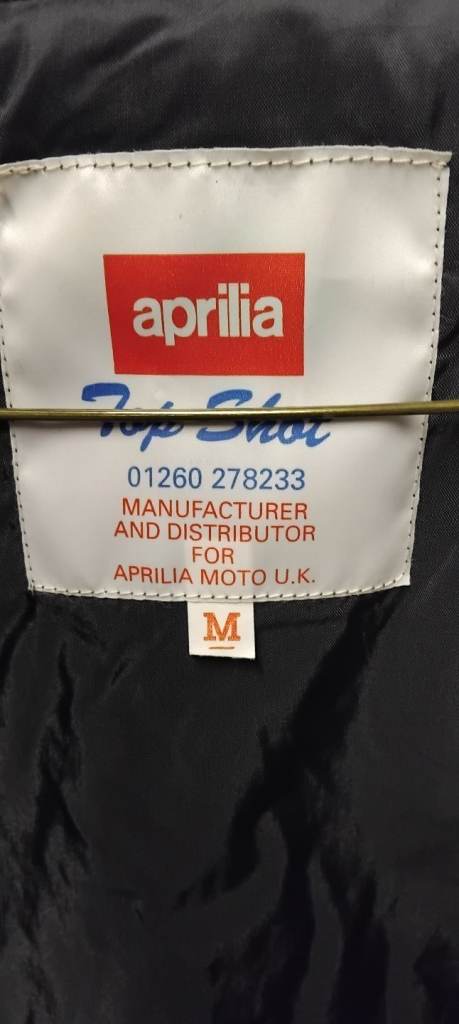 aprilia
Top Shot
01260 278233
MANUFACTURER
AND DISTRIBUTOR
FOR
APRILIA MOTO U.K.
M